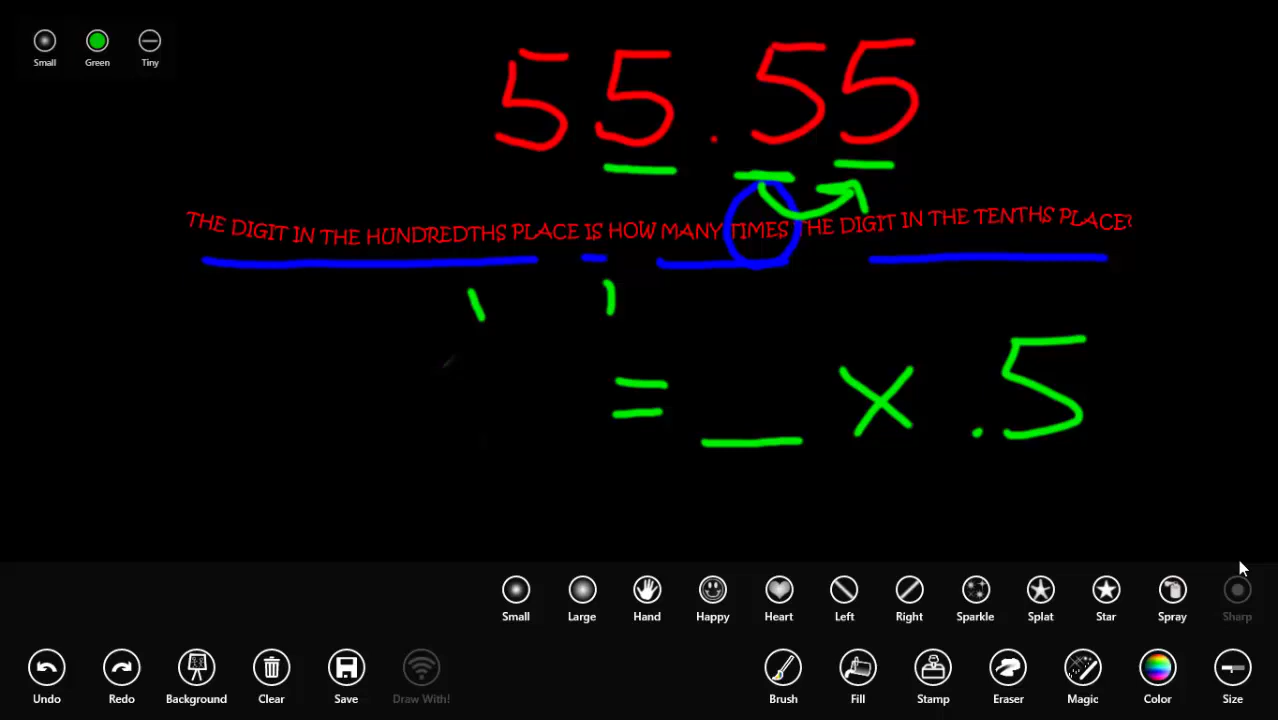 Small Green Tiny
55.55
THE DIGIT IN THE HUNDREDTHS PLACE IS HOW MANY TIMES THE DIGIT IN THE TENTHS PLACE?
= __ × .5
Small Large Hand Happy Heart Left Right Sparkle Splat Star Spray Sharp
Undo Redo Background Clear Save Draw With! Brush Fill Stamp Eraser Magic Color Size